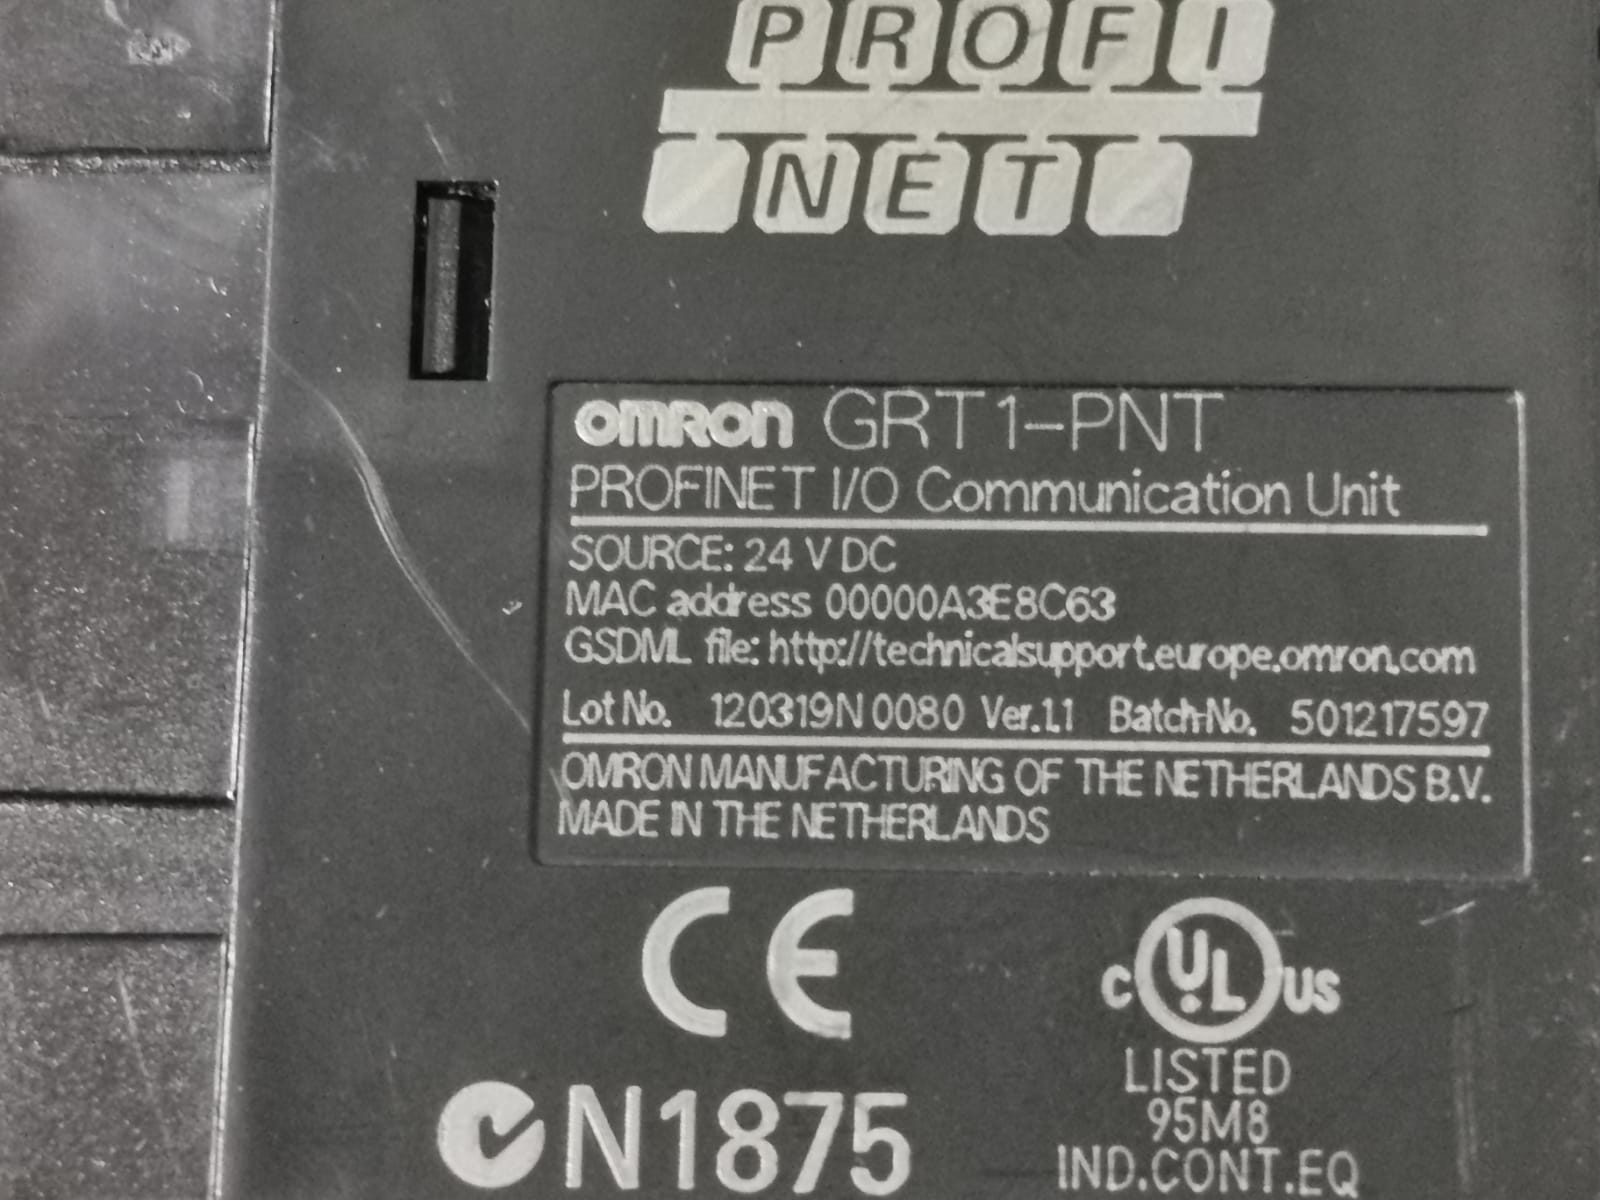 PROFI
NET
OMRON GRT1-PNT
PROFINET I/O Communication Unit
SOURCE: 24 V DC
MAC address 00000A3E8C63
GSDML file: http://technicalsupport.europe.omron.com
Lot No. 120319N 0080 Ver.1.1 Batch-No. 501217597
OMRON MANUFACTURING OF THE NETHERLANDS B.V.
MADE IN THE NETHERLANDS
CE
C UL US
LISTED
95M8
IND.CONT.EQ
N1875